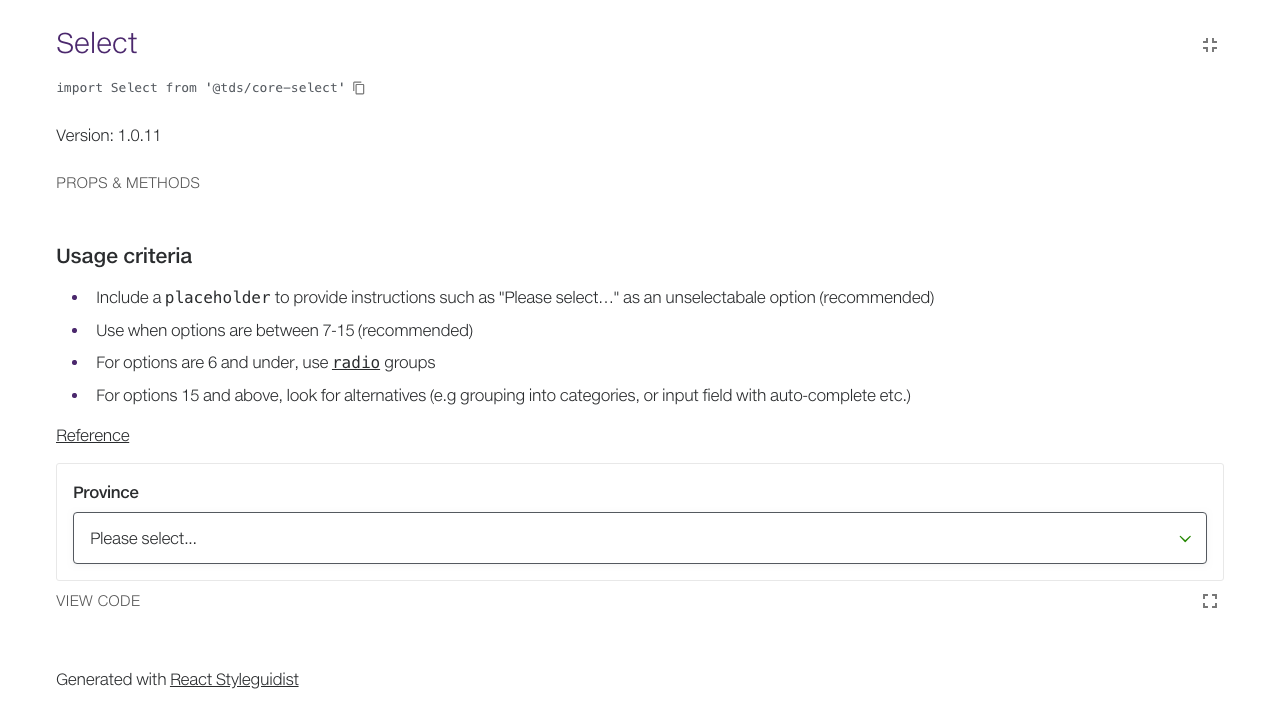 Select
import Select from '@tds/core-select'
Version: 1.0.11
PROPS & METHODS
Usage criteria
Include a placeholder to provide instructions such as "Please select…" as an unselectabale option (recommended)
Use when options are between 7-15 (recommended)
For options are 6 and under, use radio groups
For options 15 and above, look for alternatives (e.g grouping into categories, or input field with auto-complete etc.)
Reference
Province
Please select...
VIEW CODE
Generated with React Styleguidist